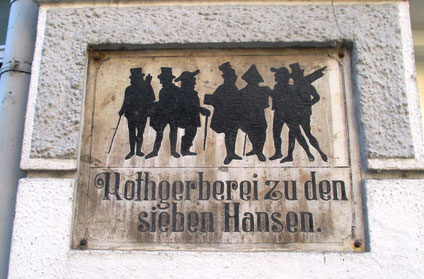 Rothgerberei zu den
sieben Hansen.